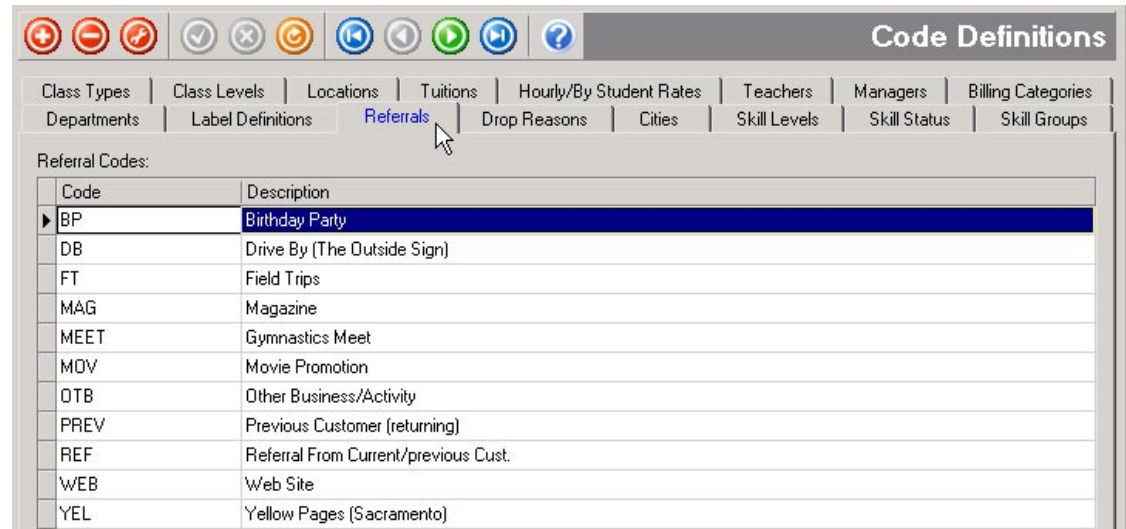 Code Definitions
Class Types Class Levels Locations Tuitions Hourly/By Student Rates Teachers Managers Billing Categories
Departments Label Definitions Referrals Drop Reasons Cities Skill Levels Skill Status Skill Groups
Referral Codes:
Code Description
BP Birthday Party
DB Drive By (The Outside Sign)
FT Field Trips
MAG Magazine
MEET Gymnastics Meet
MOV Movie Promotion
OTB Other Business/Activity
PREV Previous Customer (returning)
REF Referral From Current/previous Cust.
WEB Web Site
YEL Yellow Pages (Sacramento)